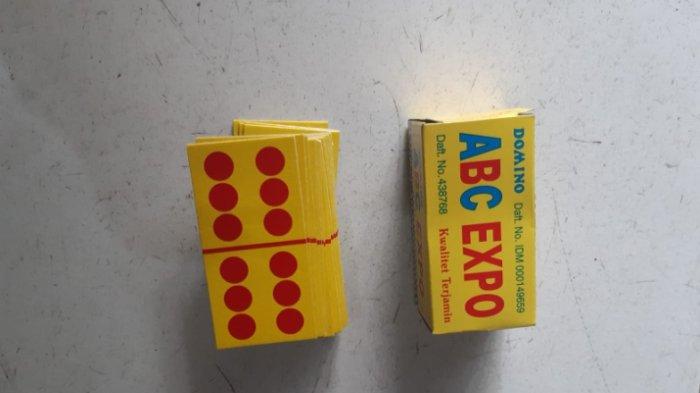 DOMINO Daft. No. IDM 000149659
ABC EXPO
Daft. No.438768 Kwalitet Terjamin